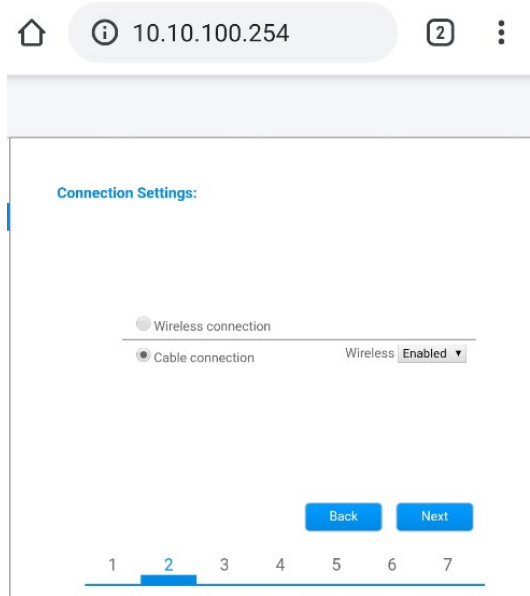 10.10.100.254
2
Connection Settings:
Wireless connection
Cable connection Wireless Enabled
Back Next
1 2 3 4 5 6 7